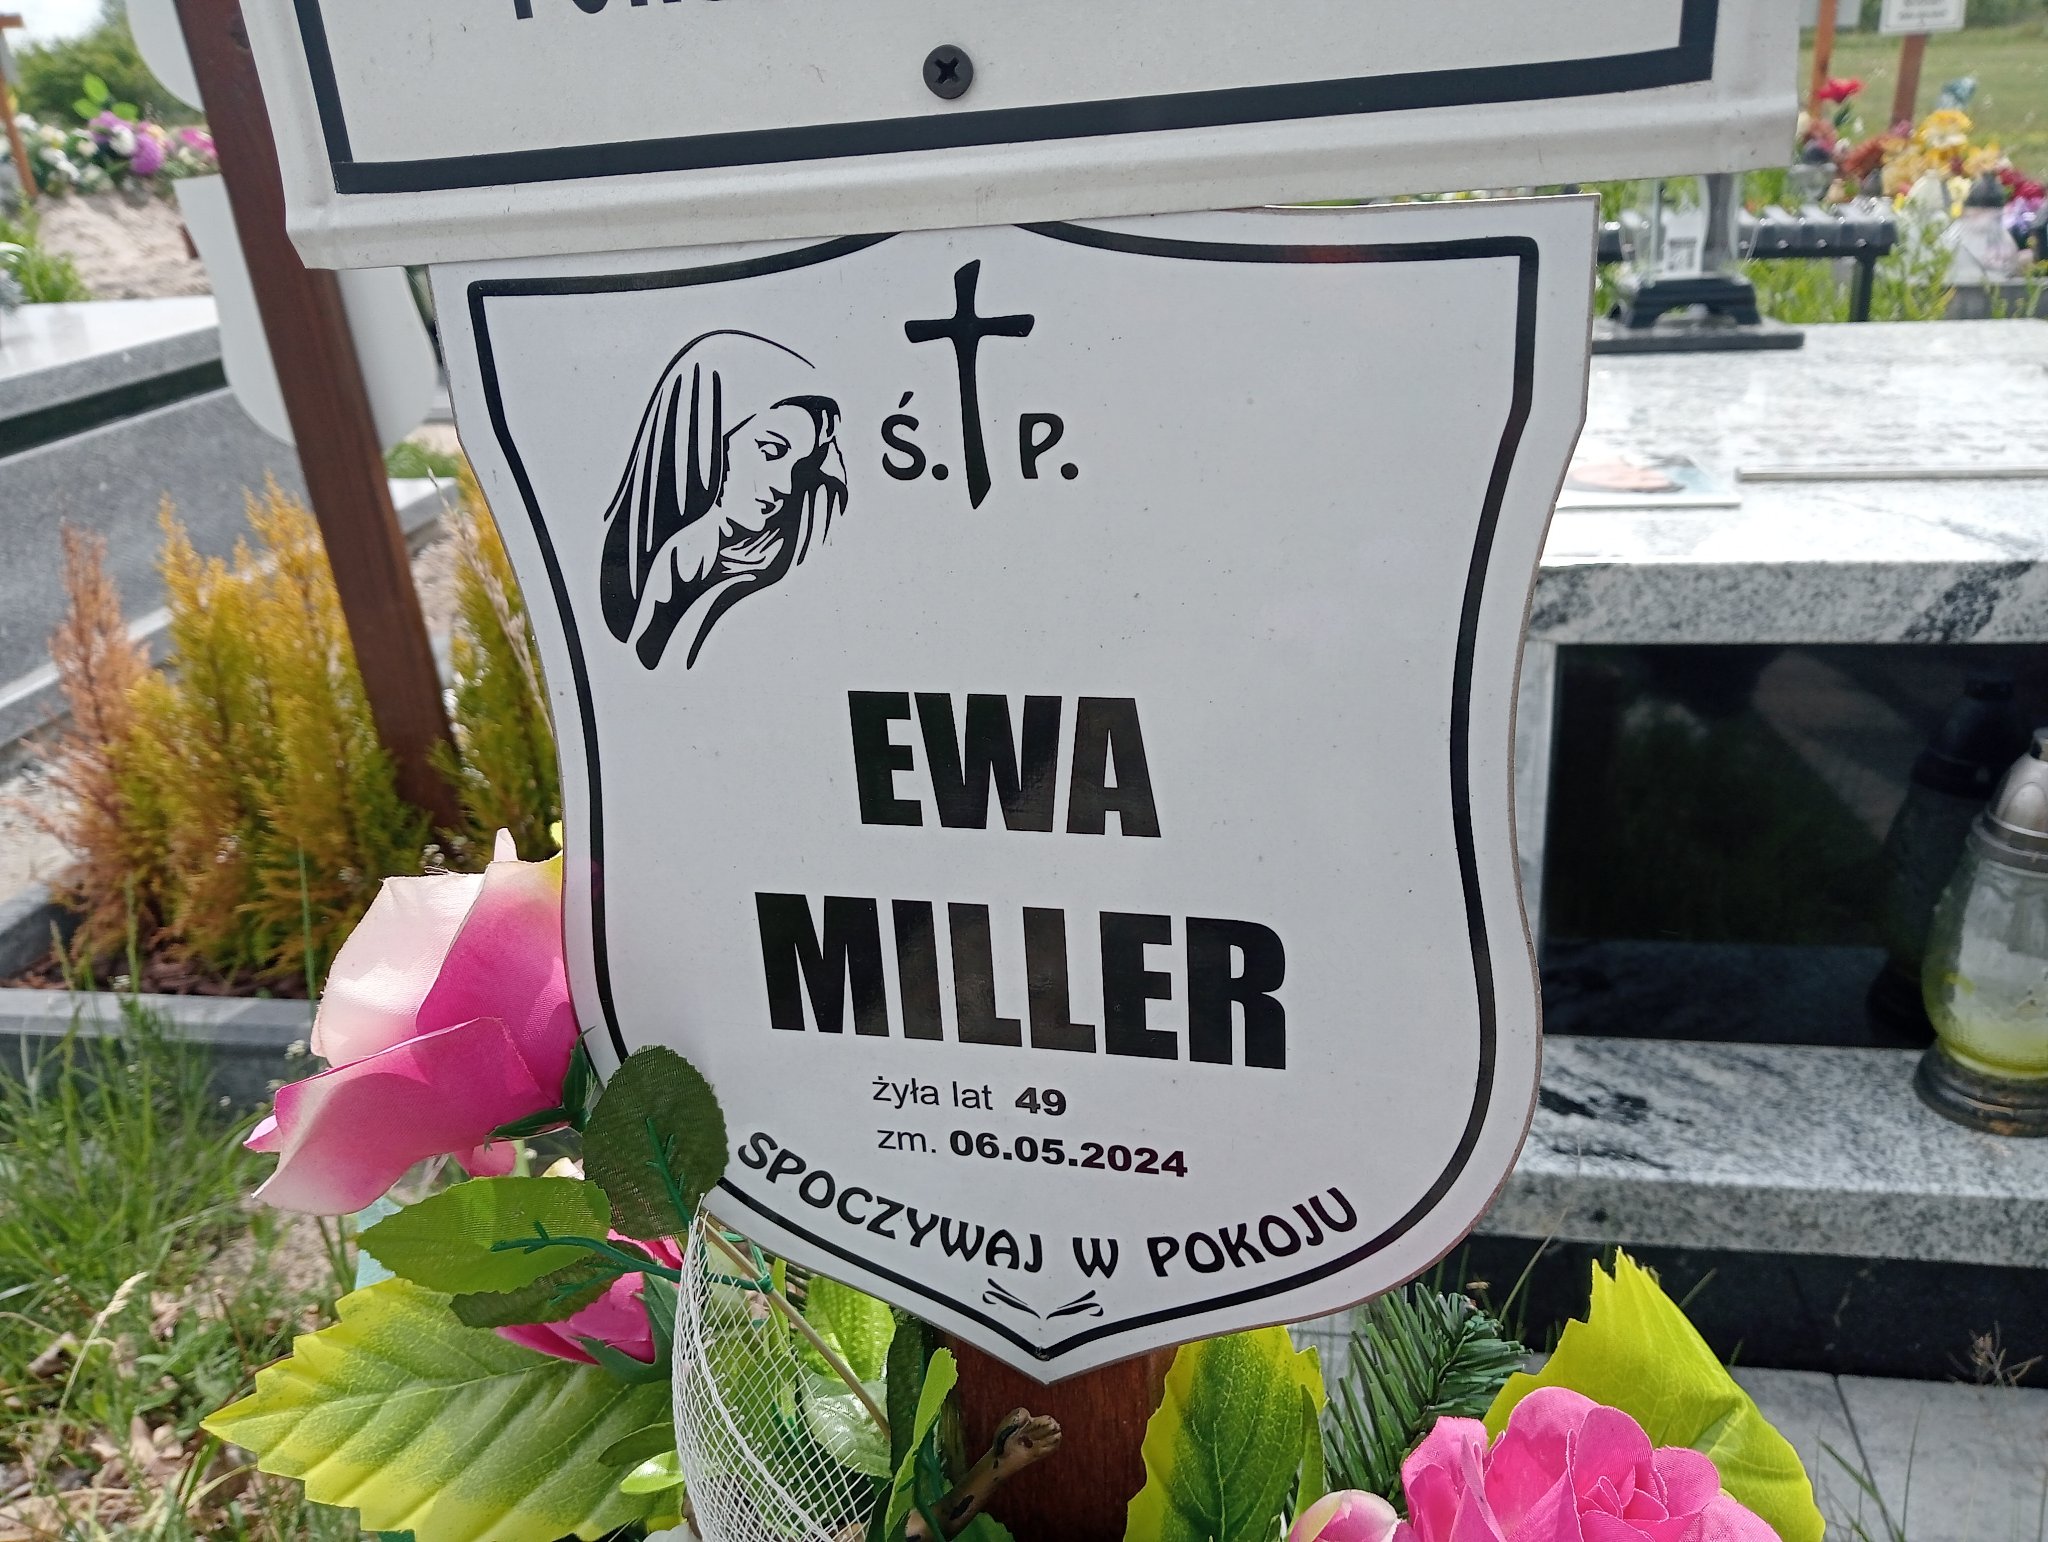 Ś. P.
EWA
MILLER
żyła lat 49
zm. 06.05.2024
SPOCZYWAJ W POKOJU